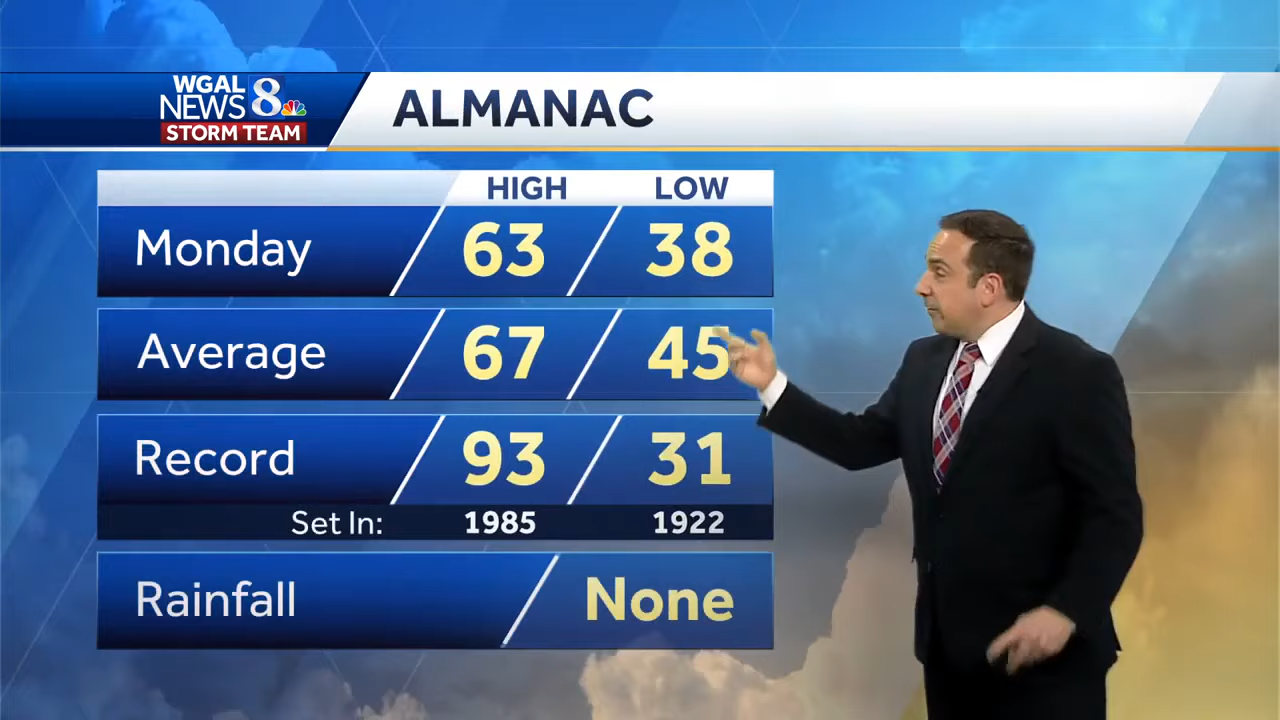 WGAL
NEWS 8
STORM TEAM
ALMANAC
HIGH LOW
Monday 63 38
Average 67 45
Record 93 31
Set In: 1985 1922
Rainfall None